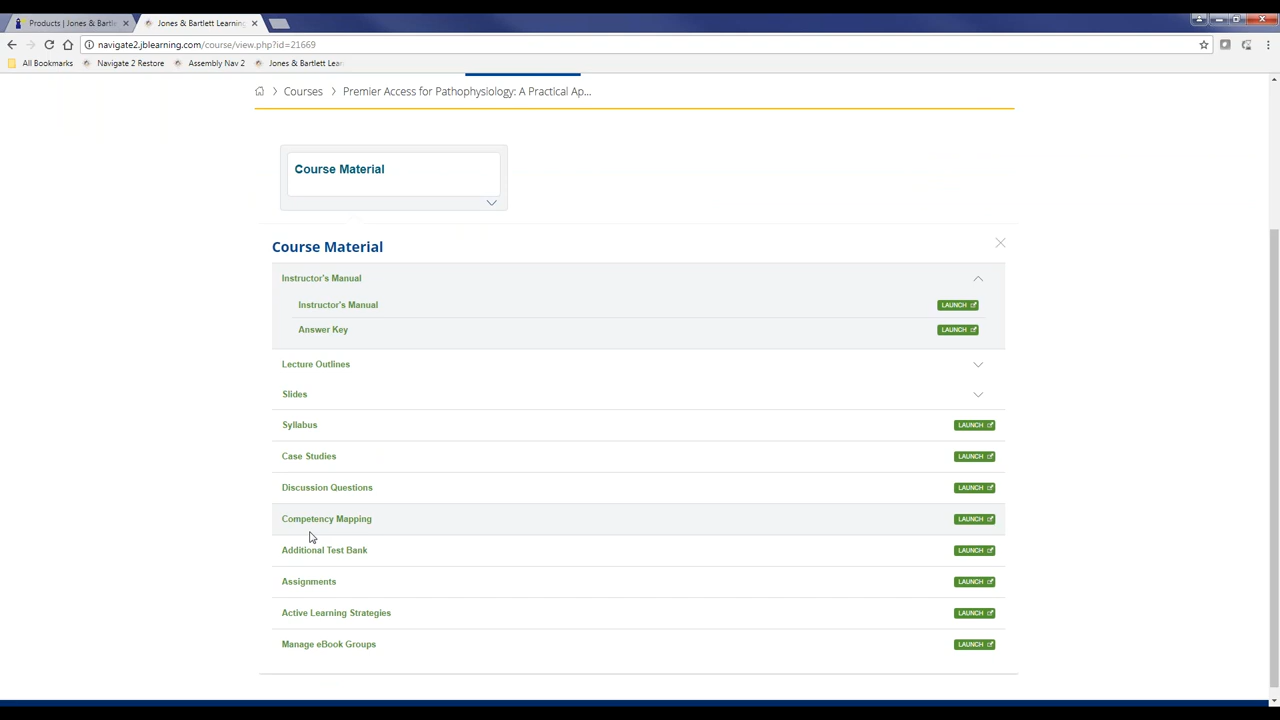 Products | Jones & Bartle
Jones & Bartlett Learning
navigate2.jblearning.com/course/view.php?id=21669
All Bookmarks
Navigate 2 Restore
Assembly Nav 2
Jones & Bartlett Lear
Courses
Premier Access for Pathophysiology: A Practical Ap...
Course Material
Course Material
Instructor's Manual
Instructor's Manual
LAUNCH
Answer Key
LAUNCH
Lecture Outlines
Slides
Syllabus
LAUNCH
Case Studies
LAUNCH
Discussion Questions
LAUNCH
Competency Mapping
LAUNCH
Additional Test Bank
LAUNCH
Assignments
LAUNCH
Active Learning Strategies
LAUNCH
Manage eBook Groups
LAUNCH